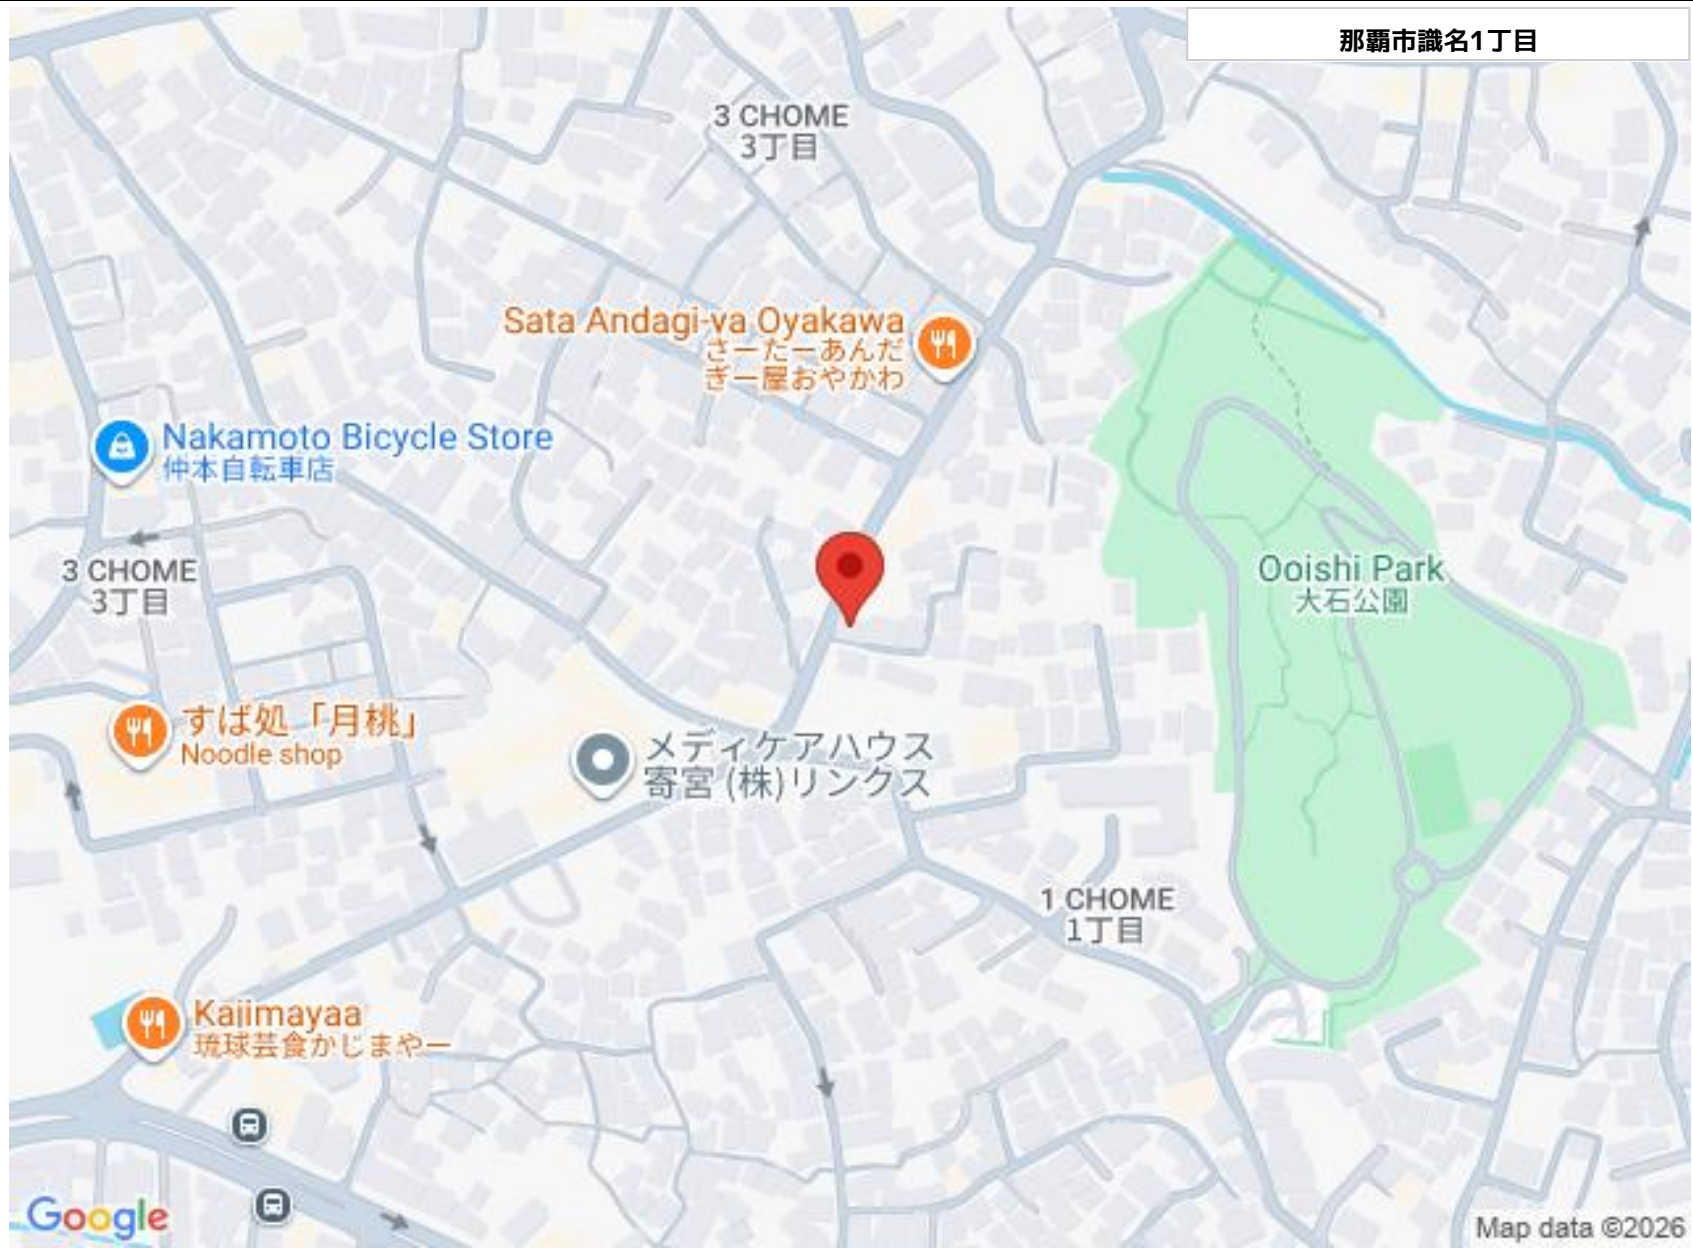 那覇市識名1丁目
3 CHOME
3丁目
Sata Andagi-ya Oyakawa
さーたーあんだ
ぎー屋おやかわ
Nakamoto Bicycle Store
仲本自転車店
3 CHOME
3丁目
Ooishi Park
大石公園
すば処「月桃」
Noodle shop
メディケアハウス
寄宮 (株)リンクス
1 CHOME
1丁目
Kajimayaa
琉球芸食かじまやー
Google
Map data ©2026